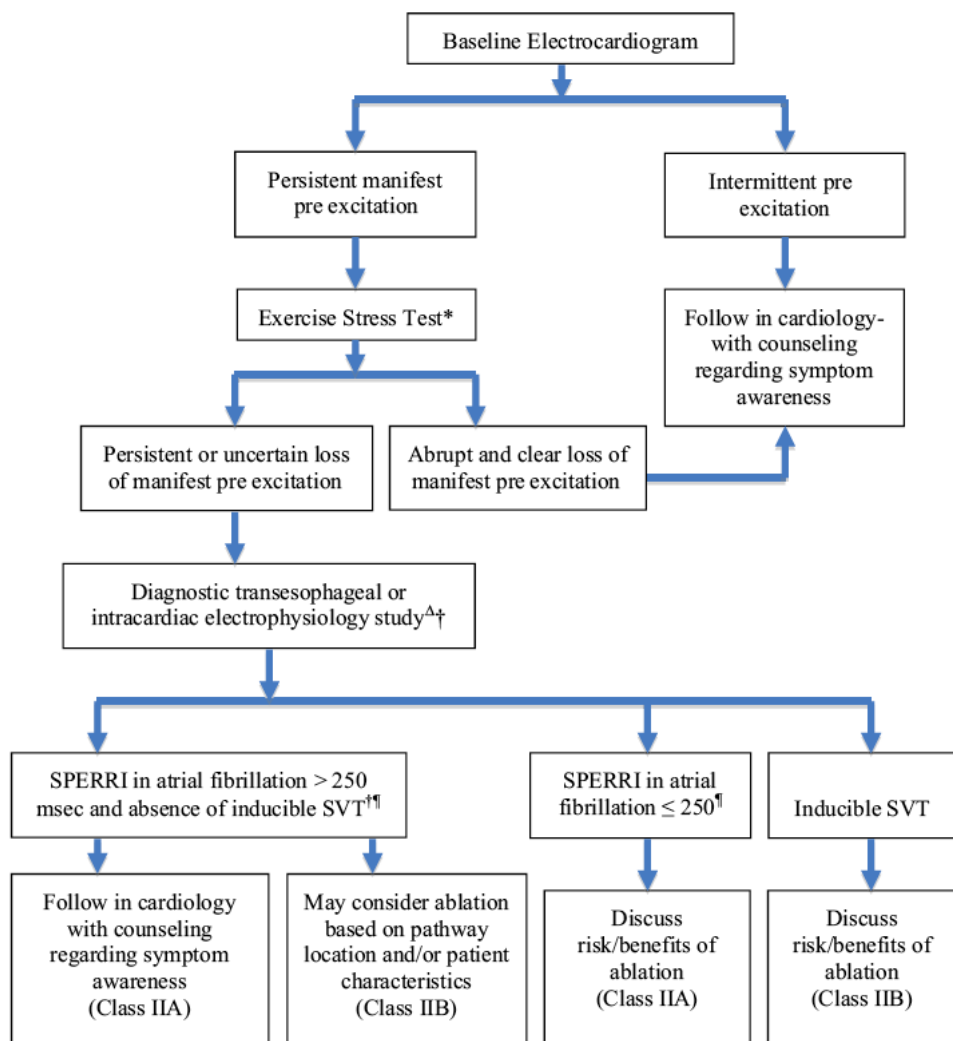 Baseline Electrocardiogram
Persistent manifest
pre excitation
Intermittent pre
excitation
Exercise Stress Test*
Follow in cardiology-
with counseling
regarding symptom
awareness
Persistent or uncertain loss
of manifest pre excitation
Abrupt and clear loss of
manifest pre excitation
Diagnostic transesophageal or
intracardiac electrophysiology study^Δ†
SPERRI in atrial fibrillation > 250
msec and absence of inducible SVT†¶
SPERRI in atrial
fibrillation ≤ 250¶
Inducible SVT
Follow in cardiology
with counseling
regarding symptom
awareness
(Class IIA)
May consider ablation
based on pathway
location and/or patient
characteristics
(Class IIB)
Discuss
risk/benefits of
ablation
(Class IIA)
Discuss
risk/benefits of
ablation
(Class IIB)